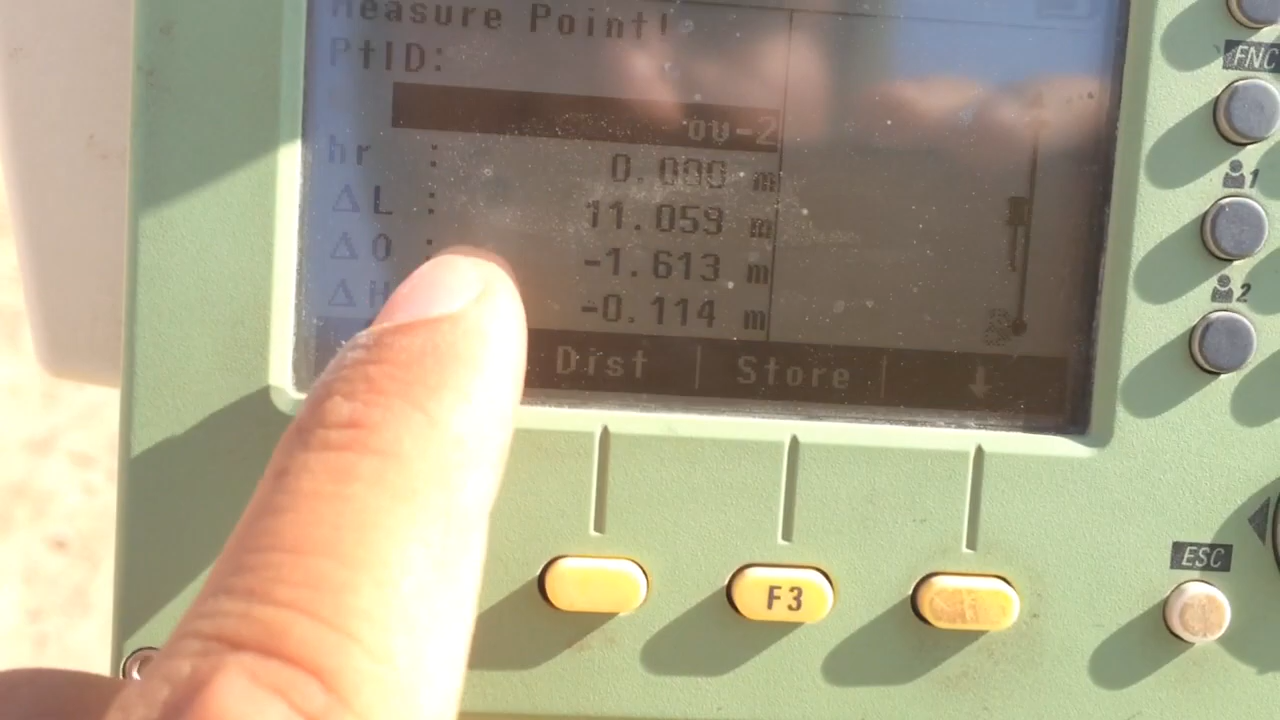 Measure Point!
PtID:
ov-2
hr : 0.000 m
ΔL : 11.059 m
ΔO : -1.613 m
ΔH -0.114 m
Dist | Store | ↓
FNC
1
2
F3
ESC